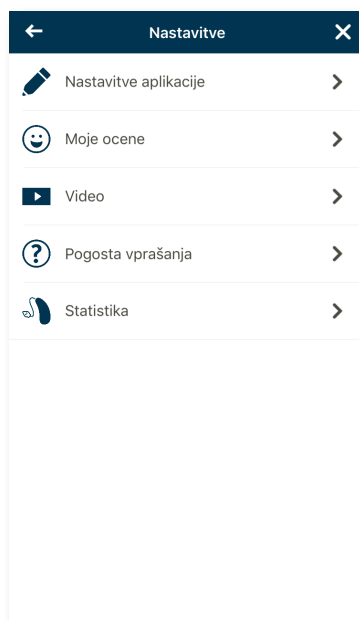 Nastavitve
Nastavitve aplikacije
Moje ocene
Video
Pogosta vprašanja
Statistika